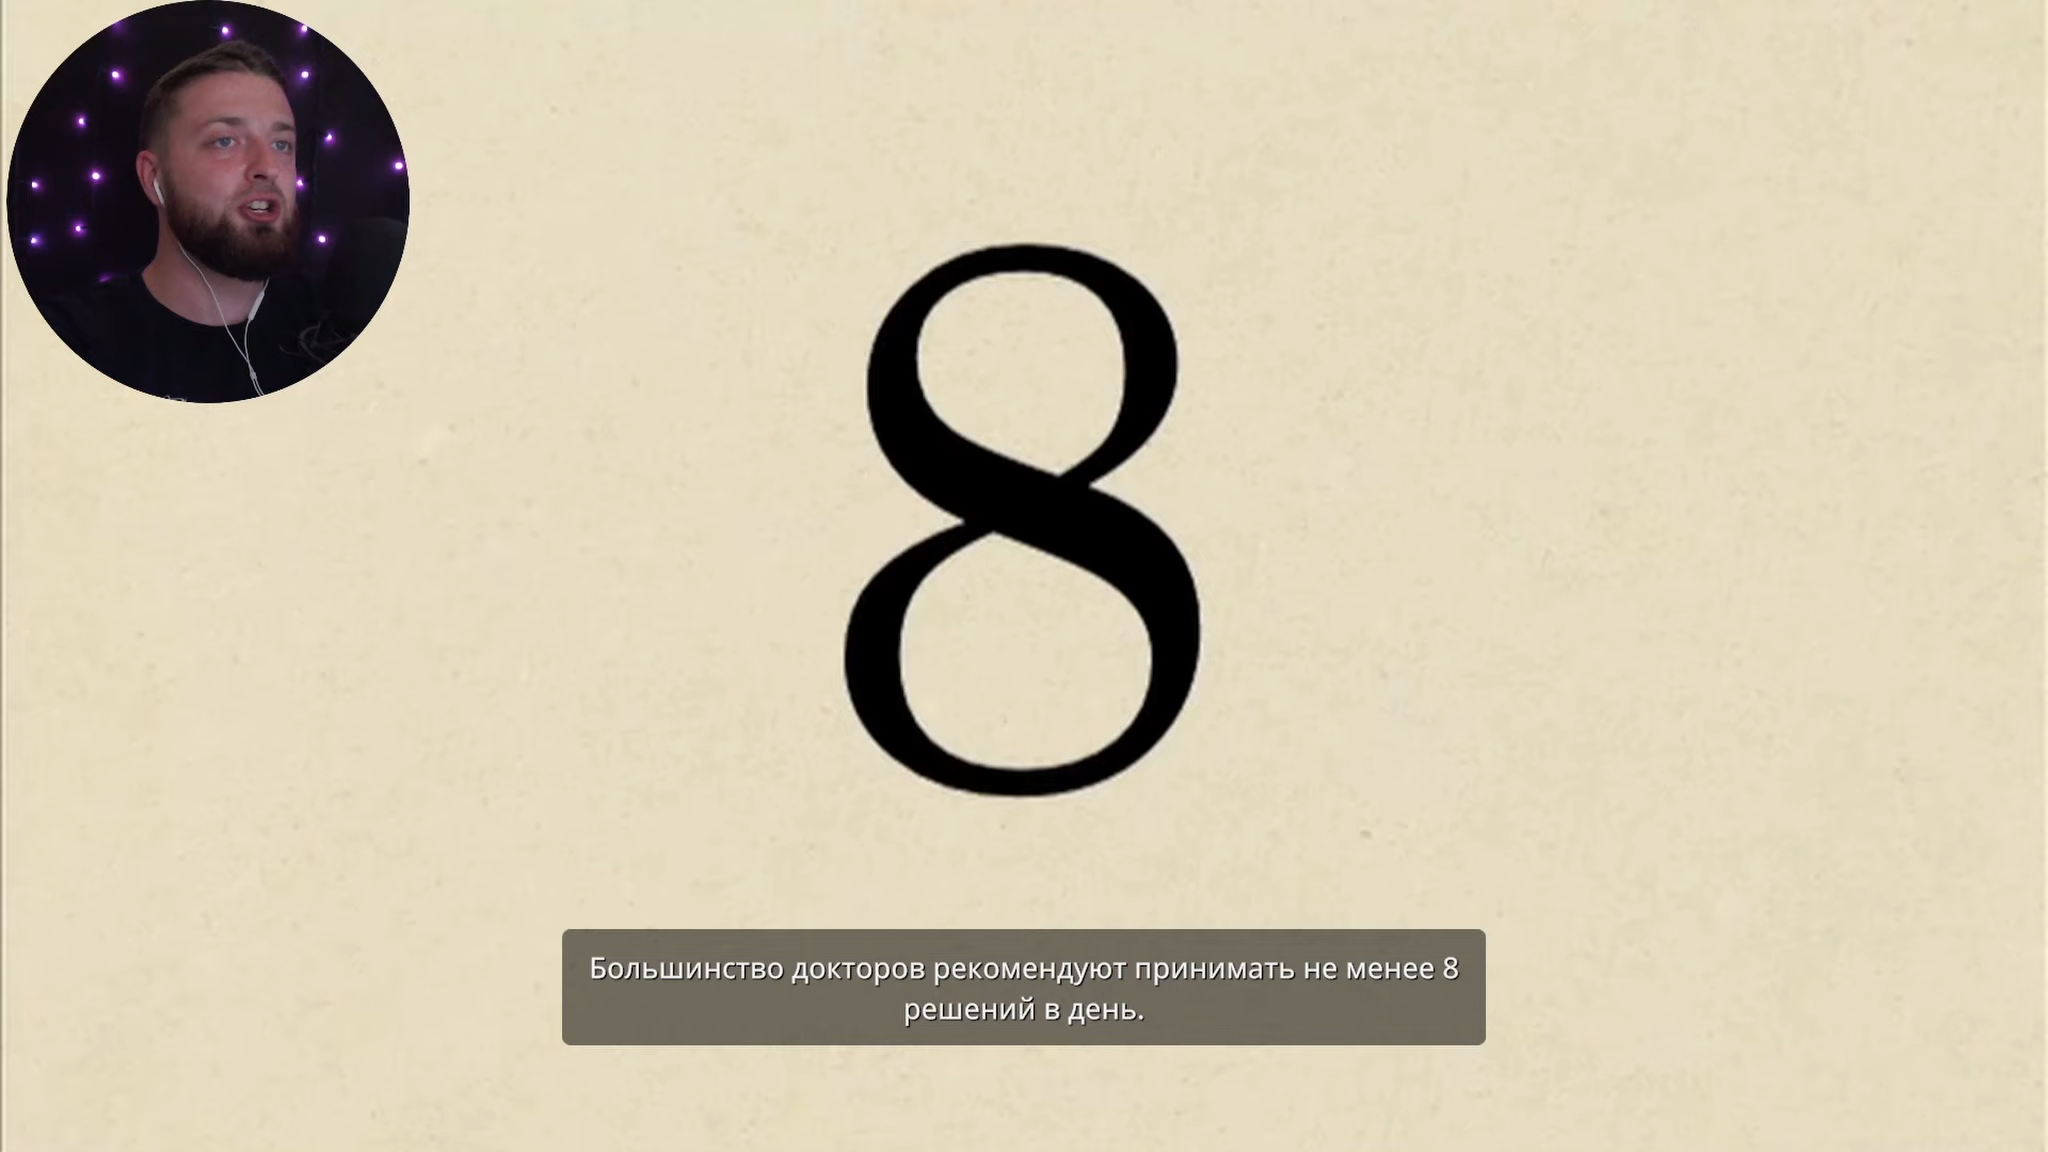 8
Большинство докторов рекомендуют принимать не менее 8
решений в день.